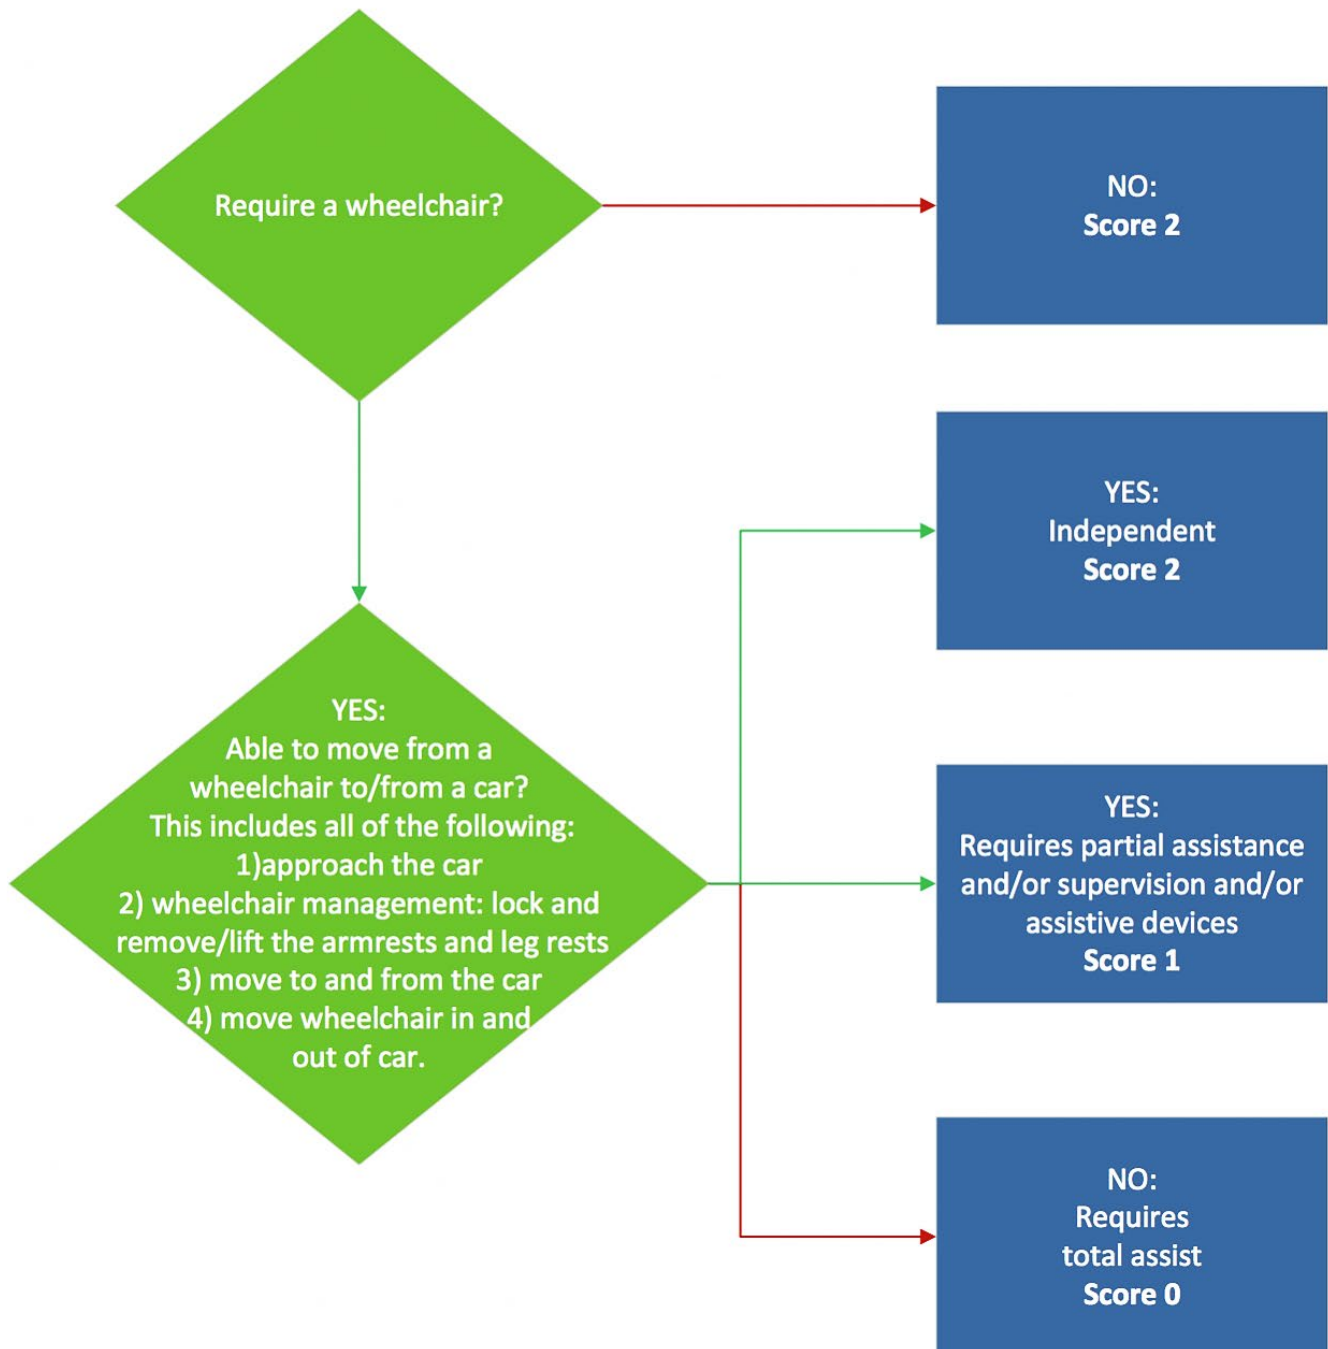 Require a wheelchair?
NO:
Score 2
YES:
Independent
Score 2
YES:
Able to move from a
wheelchair to/from a car?
This includes all of the following:
1)approach the car
2) wheelchair management: lock and
remove/lift the armrests and leg rests
3) move to and from the car
4) move wheelchair in and
out of car.
YES:
Requires partial assistance
and/or supervision and/or
assistive devices
Score 1
NO:
Requires
total assist
Score 0